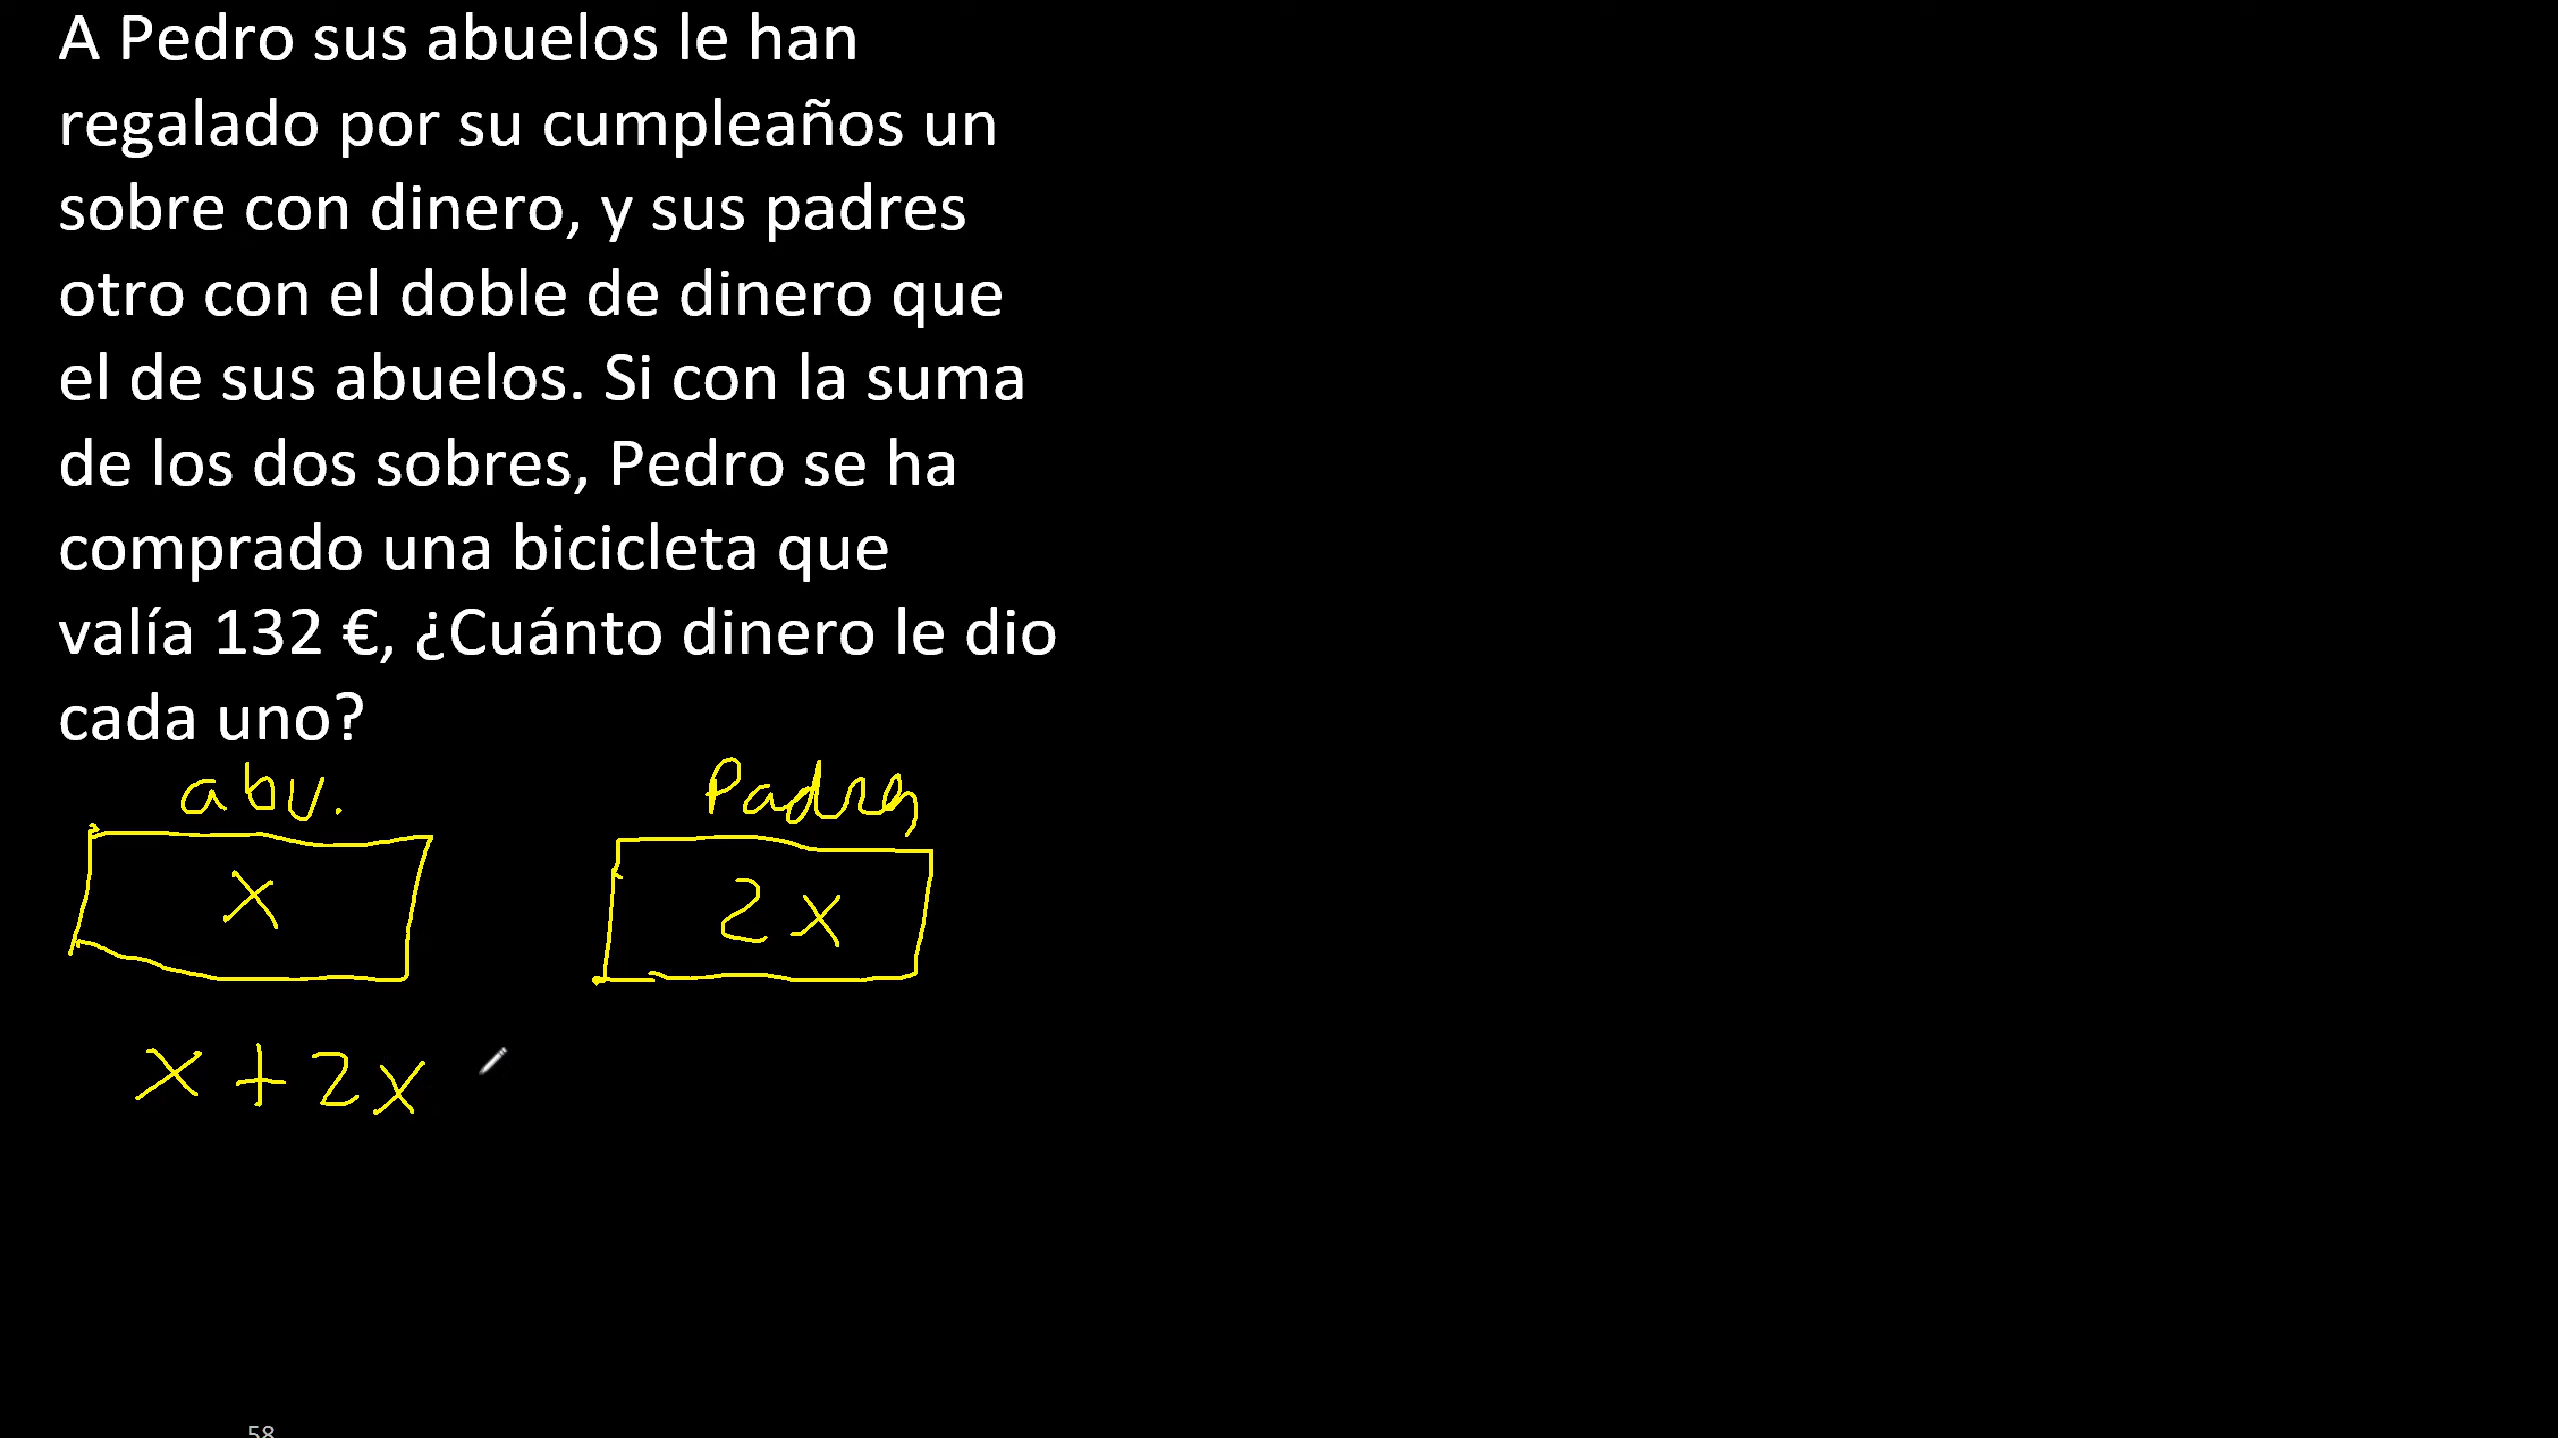 A Pedro sus abuelos le han
regalado por su cumpleaños un
sobre con dinero, y sus padres
otro con el doble de dinero que
el de sus abuelos. Si con la suma
de los dos sobres, Pedro se ha
comprado una bicicleta que
valía 132 €, ¿Cuánto dinero le dio
cada uno?
abu. Padres
x 2x
x + 2x
58